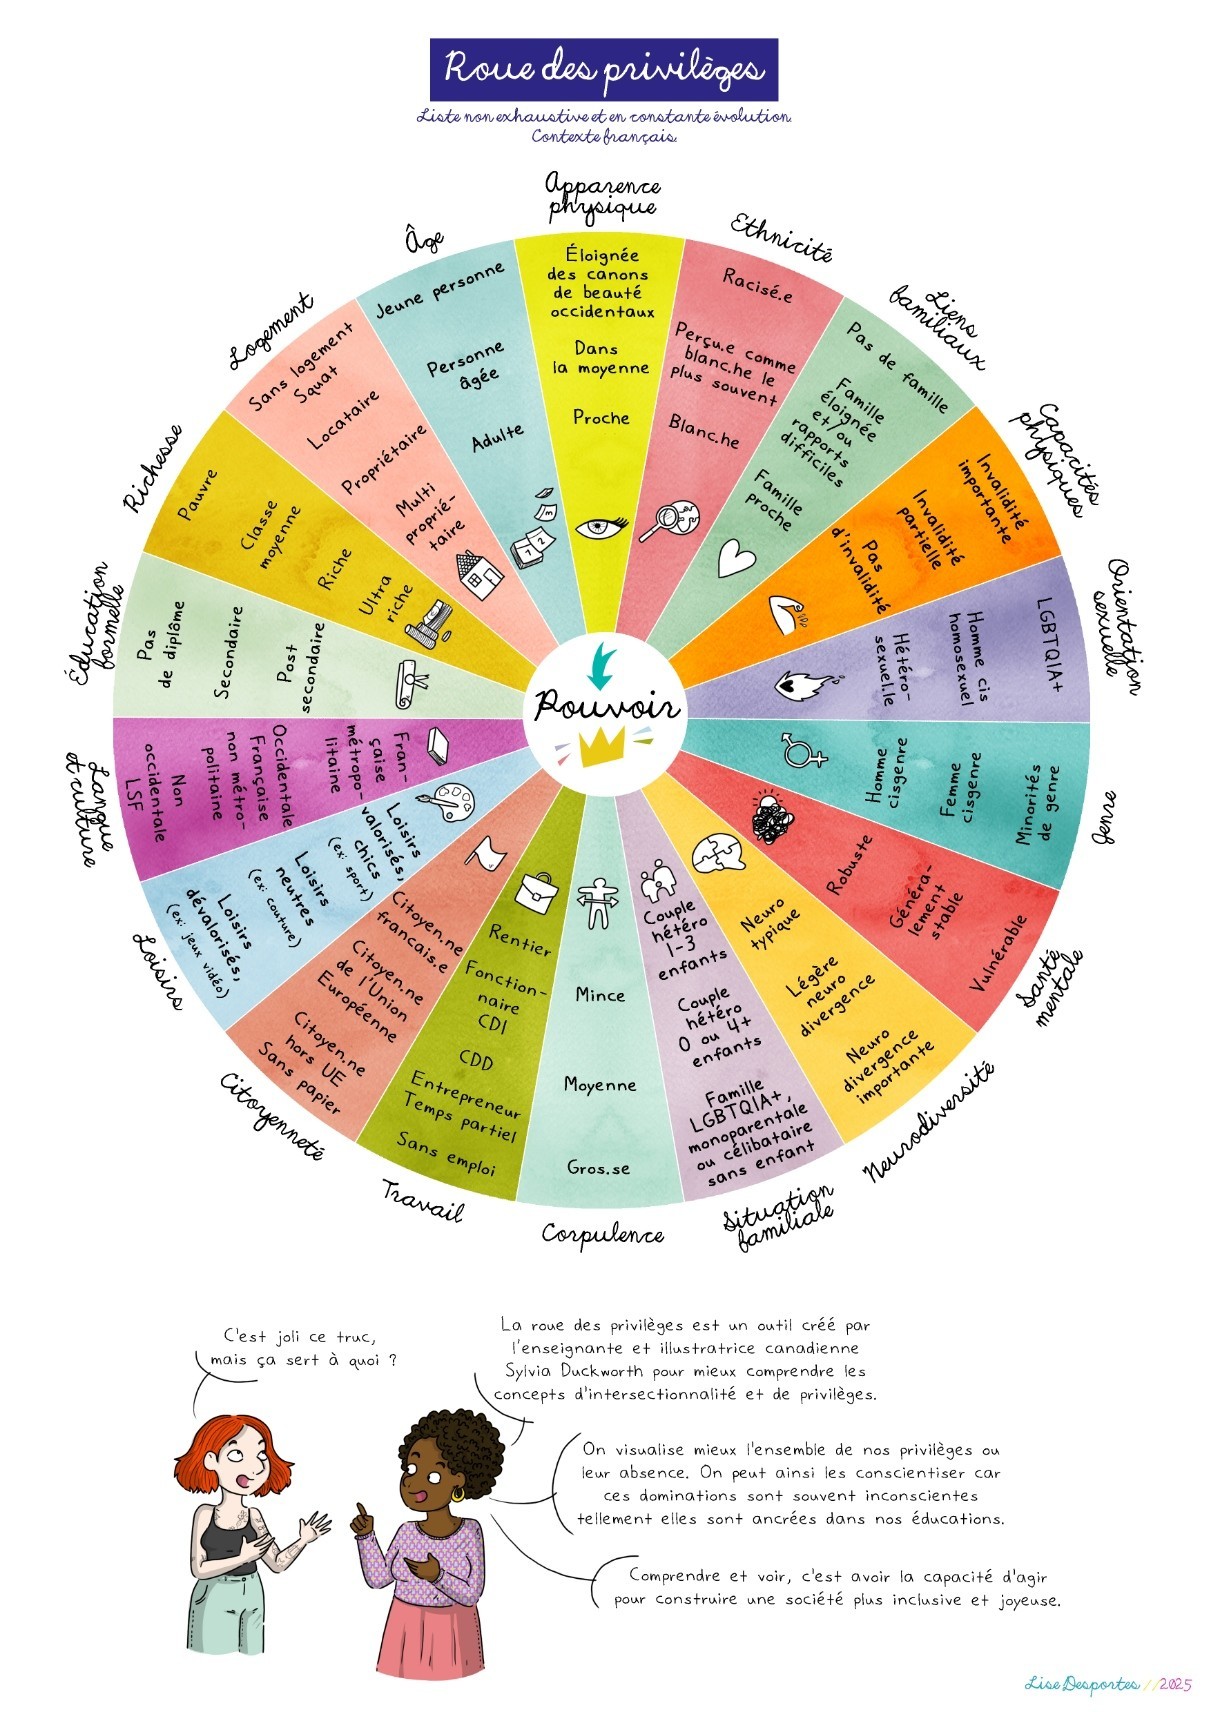 Roue des privilèges
Liste non exhaustive et en constante évolution.
Contexte français.
Apparence
physique
Éloignée
des canons
de beauté
occidentaux
Dans
la moyenne
Proche
Ethnicité
Racisé.e
Perçu.e comme
blanc.he le
plus souvent
Blanc.he
Liens
familiaux
Pas de famille
Famille
éloignée
et/ou
rapports
difficiles
Famille
proche
Capacités
physiques
Invalidité
importante
Invalidité
partielle
Pas
d'invalidité
Orientation
sexuelle
LGBTQIA+
Homme cis
homosexuel
Hétéro-
sexuel.le
Genre
Minorités
de genre
Femme
cisgenre
Homme
cisgenre
Santé
mentale
Vulnérable
Généra-
lement
stable
Robuste
Neurodiversité
Neuro
divergence
importante
Légère
neuro
divergence
Neuro
typique
Situation
familiale
Couple
hétéro
1-3
enfants
Couple
hétéro
0 ou 4+
enfants
Famille
LGBTQIA+,
monoparentale
ou célibataire
sans enfant
Corpulence
Mince
Moyenne
Gros.se
Travail
Rentier
Fonction-
naire
CDI
CDD
Entrepreneur
Temps partiel
Sans emploi
Citoyenneté
Citoyen.ne
francais.e
Citoyen.ne
de l'Union
Européenne
Citoyen.ne
hors UE
Sans papier
Loisirs
Loisirs
valorisés,
chics
(ex: sport)
Loisirs
neutres
(ex: couture)
Loisirs
dévalorisés,
(ex: jeux vidéo)
Langue
et culture
Fran-
çaise
métropo-
litaine
Occidentale
Française
non métro-
politaine
Non
occidentale
LSF
Éducation
formelle
Pas
de diplôme
Secondaire
Post
secondaire
Richesse
Pauvre
Classe
moyenne
Riche
Ultra
riche
Logement
Sans logement
Squat
Locataire
Propriétaire
Multi
proprié-
taire
Âge
Jeune personne
Personne
âgée
Adulte
Pouvoir
C'est joli ce truc,
mais ça sert à quoi ?
La roue des privilèges est un outil créé par
l'enseignante et illustratrice canadienne
Sylvia Duckworth pour mieux comprendre les
concepts d'intersectionnalité et de privilèges.
On visualise mieux l'ensemble de nos privilèges ou
leur absence. On peut ainsi les conscientiser car
ces dominations sont souvent inconscientes
tellement elles sont ancrées dans nos éducations.
Comprendre et voir, c'est avoir la capacité d'agir
pour construire une société plus inclusive et joyeuse.
Lise Desportes // 2025